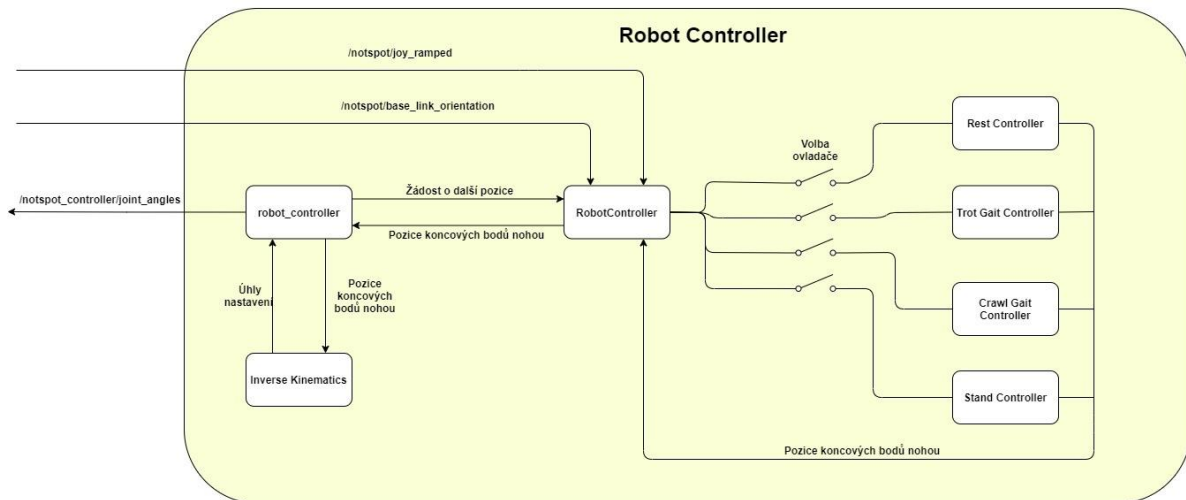 Robot Controller
/notspot/joy_ramped
/notspot/base_link_orientation
Rest Controller
Volba
ovladače
/notspot_controller/joint_angles
robot_controller
Žádost o další pozice
RobotController
Trot Gait Controller
Pozice koncových bodů nohou
Úhly
nastavení
Pozice
koncových
bodů nohou
Crawl Gait
Controller
Inverse Kinematics
Stand Controller
Pozice koncových bodů nohou